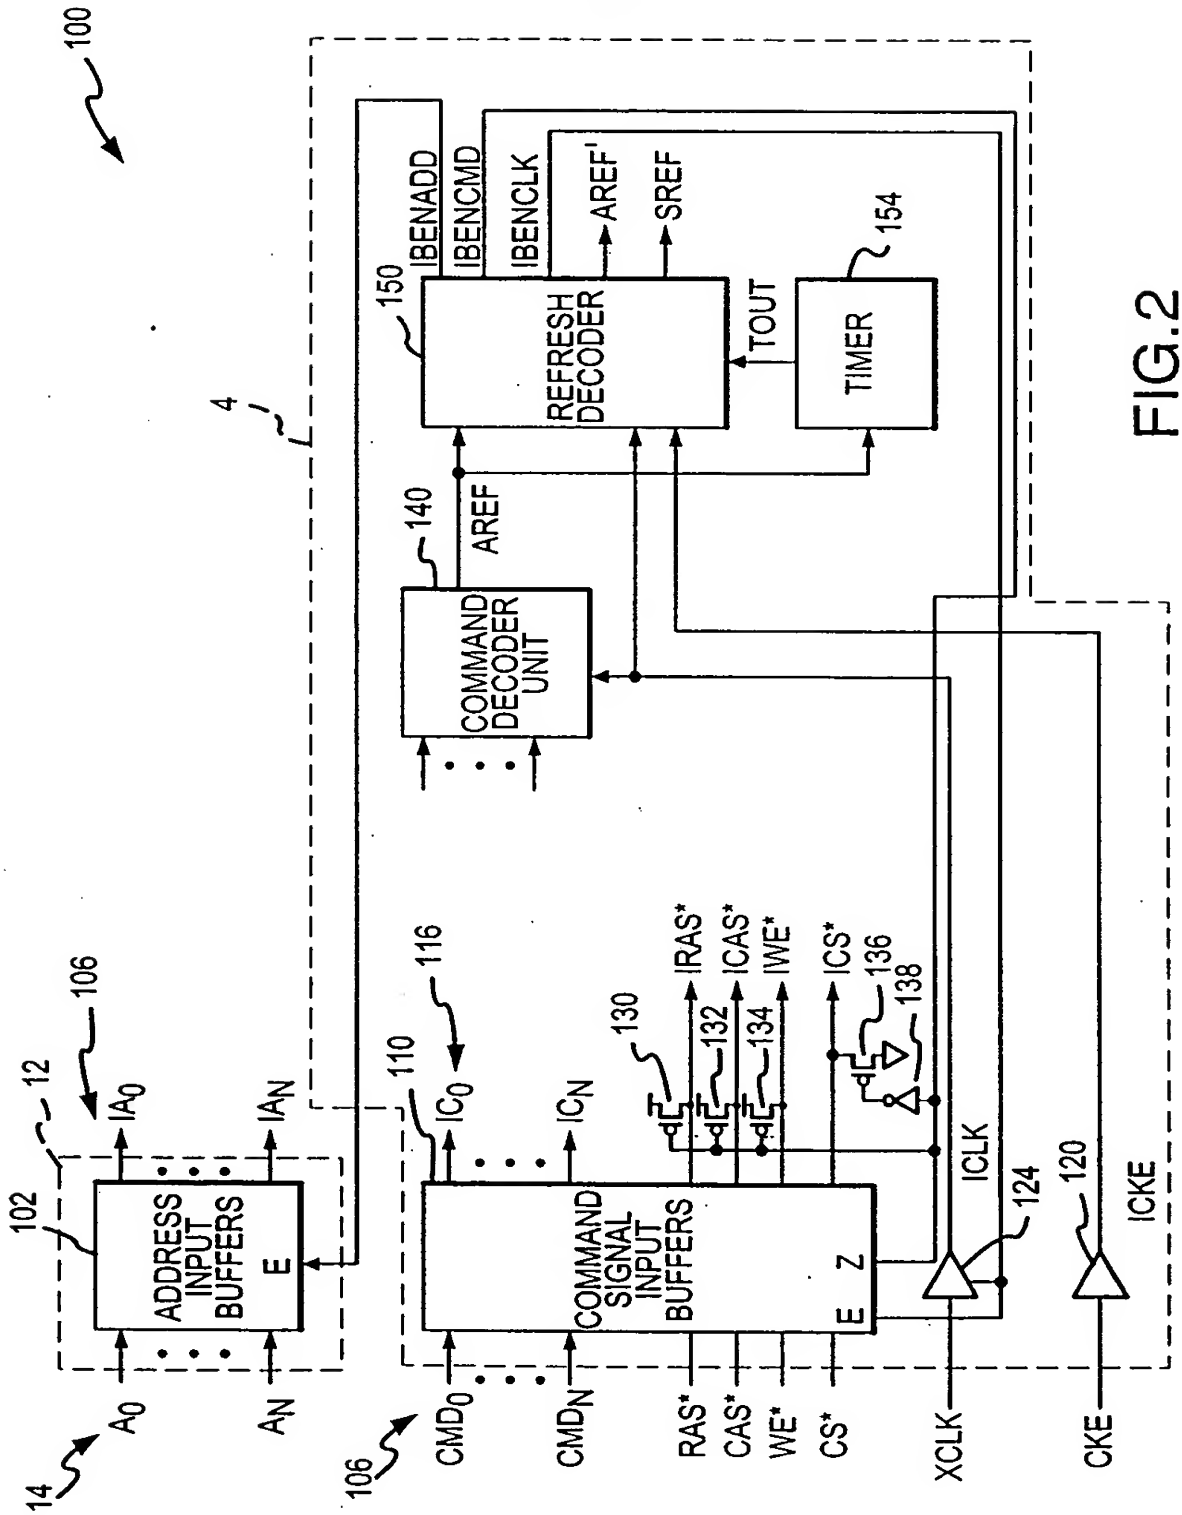 100
14
A0
AN
102
12
ADDRESS
INPUT
BUFFERS
E
IA0
IAN
106
4
106
CMD0
CMDN
RAS*
CAS*
WE*
CS*
XCLK
CKE
110
COMMAND
SIGNAL
INPUT
BUFFERS
E
Z
IC0
ICN
116
130
132
134
IRAS*
ICAS*
IWE*
ICS*
136
138
ICLK
124
120
ICKE
COMMAND
DECODER
UNIT
140
AREF
150
REFRESH
DECODER
IBENADD
IBENCMD
IBENCLK
AREF'
SREF
TOUT
TIMER
154
FIG.2